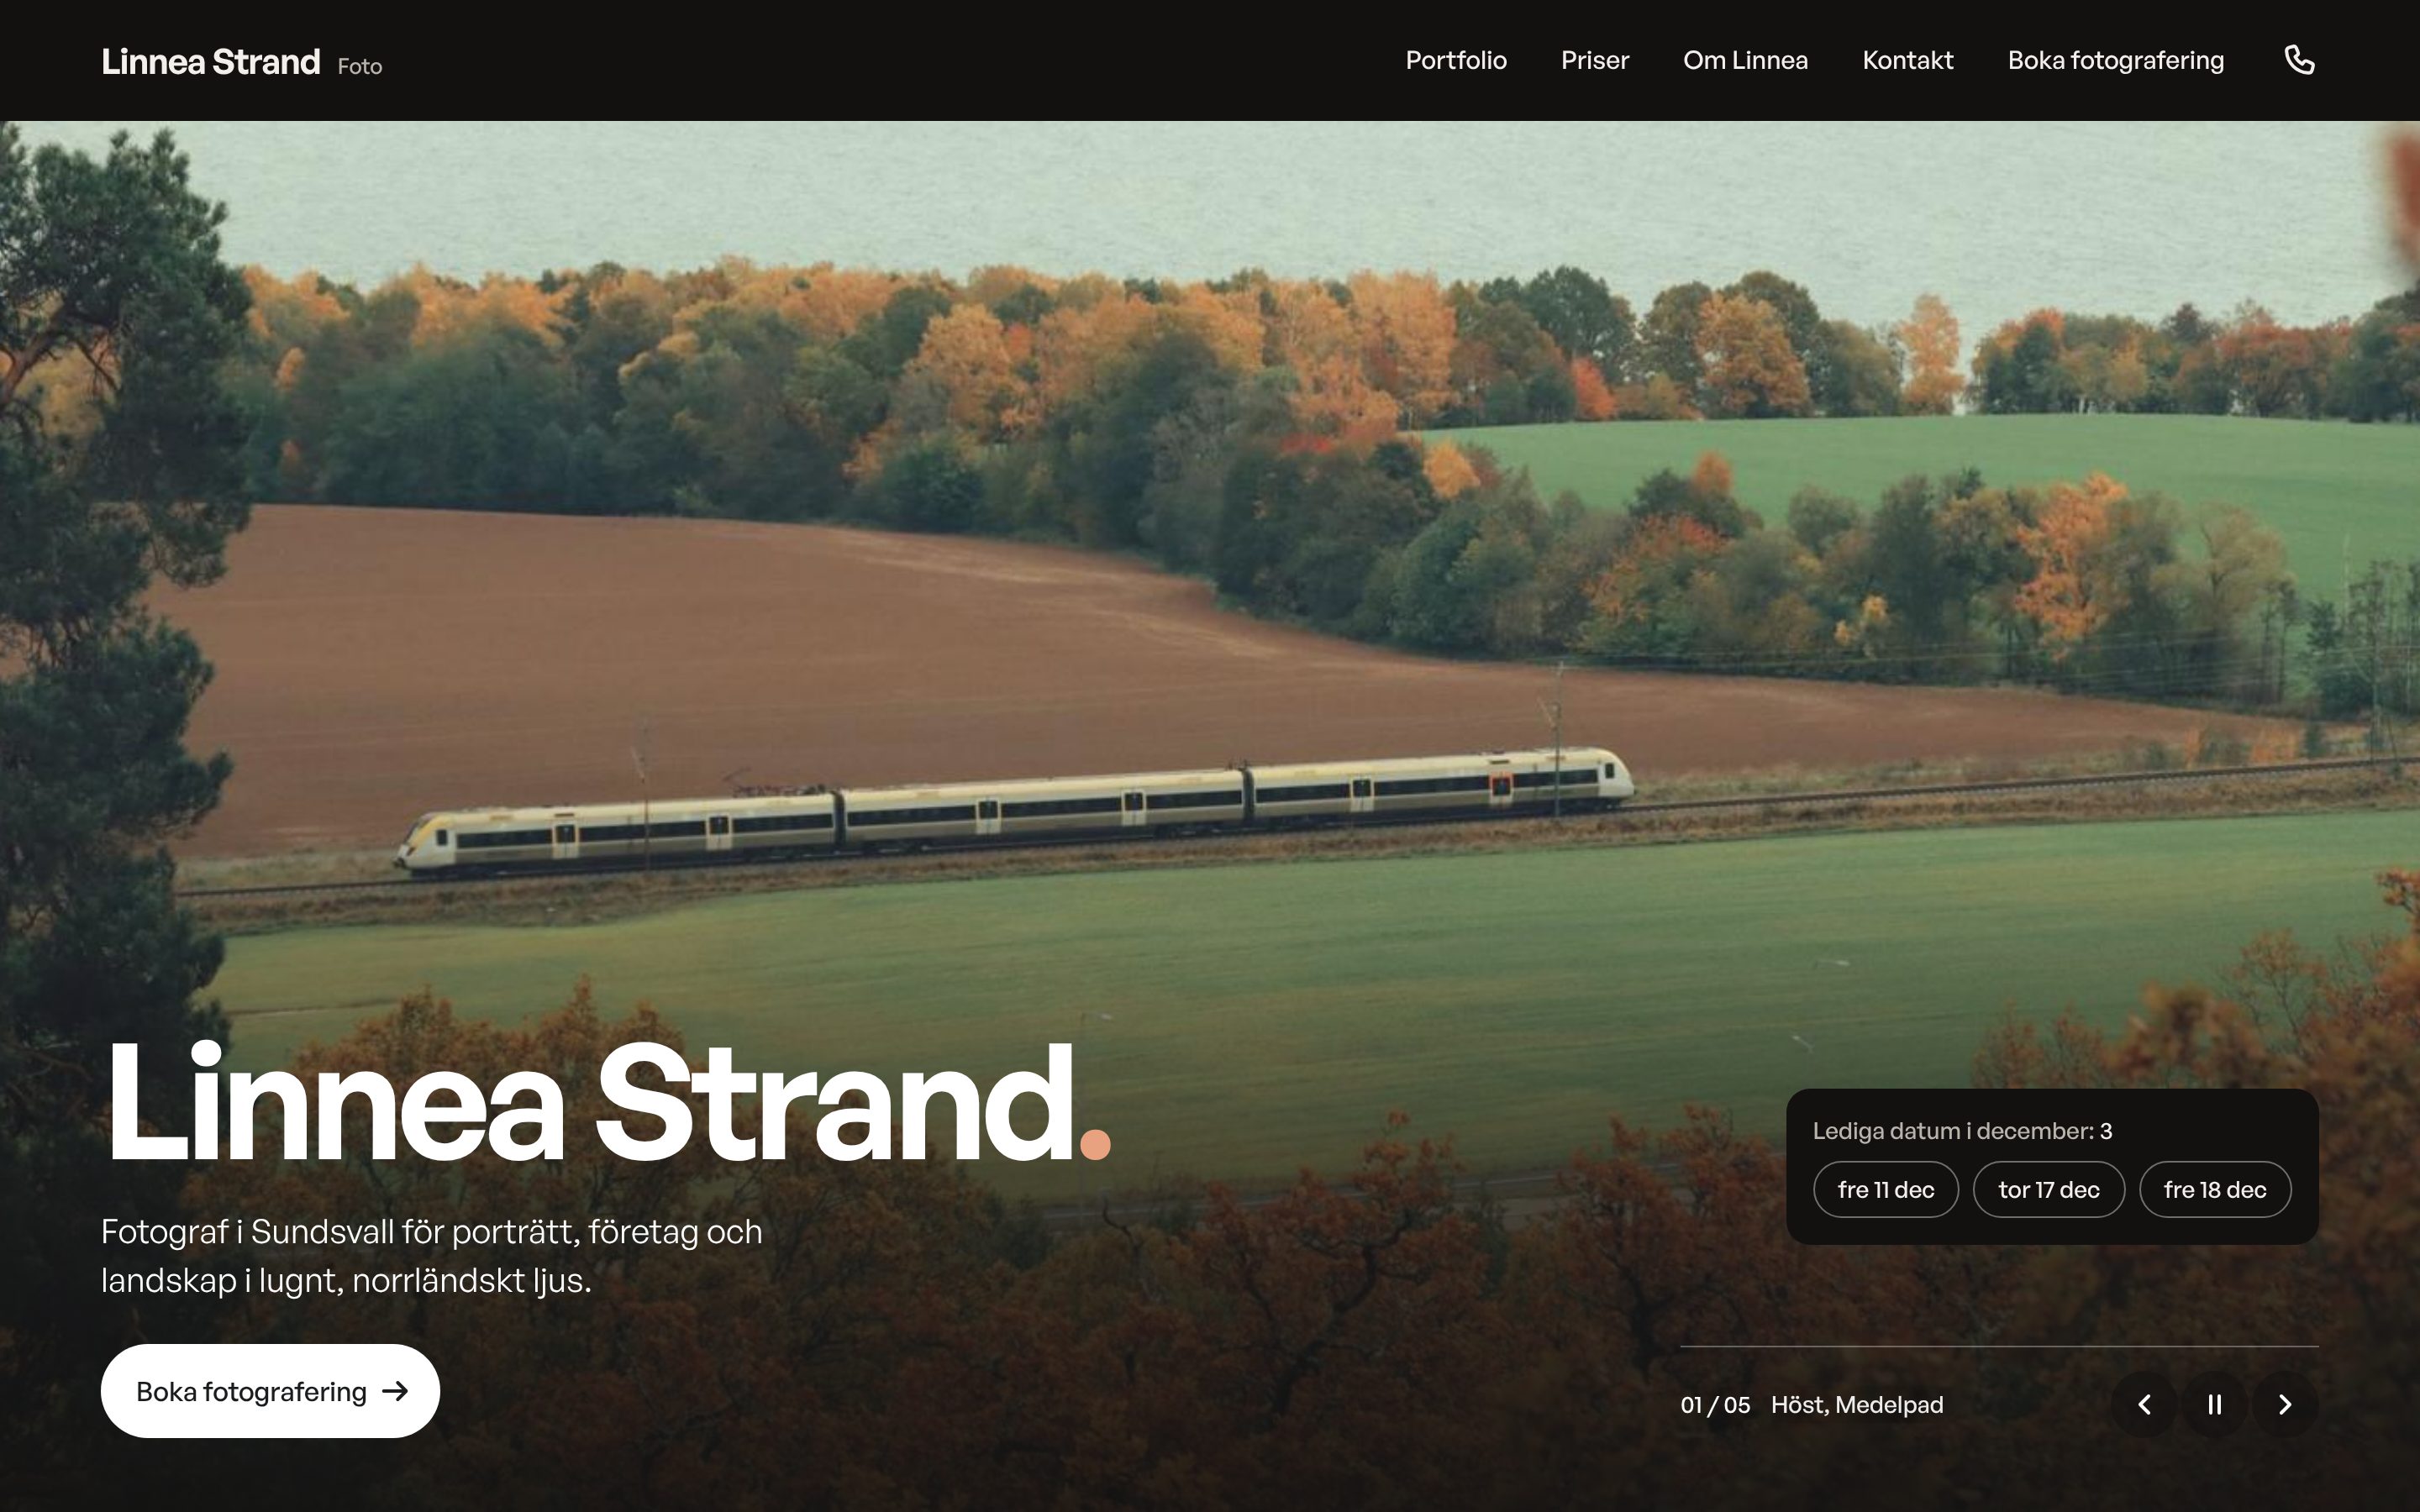 Linnea Strand Foto
Portfolio Priser Om Linnea Kontakt Boka fotografering
Linnea Strand.
Fotograf i Sundsvall för porträtt, företag och
landskap i lugnt, norrländskt ljus.
Boka fotografering
Lediga datum i december: 3
fre 11 dec tor 17 dec fre 18 dec
01 / 05 Höst, Medelpad